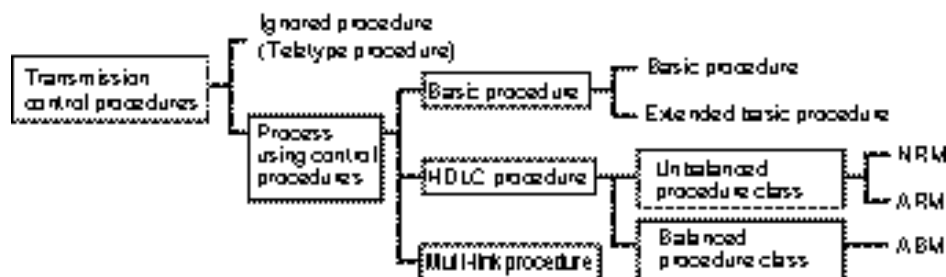 Ignored procedure
(Teletype procedure)
Transmission
control procedures
Process
using control
procedures
Basic procedure
Basic procedure
Extended basic procedure
HDLC procedure
Unbalanced
procedure class
NRM
ARM
Balanced
procedure class
ABM
Multi-link procedure